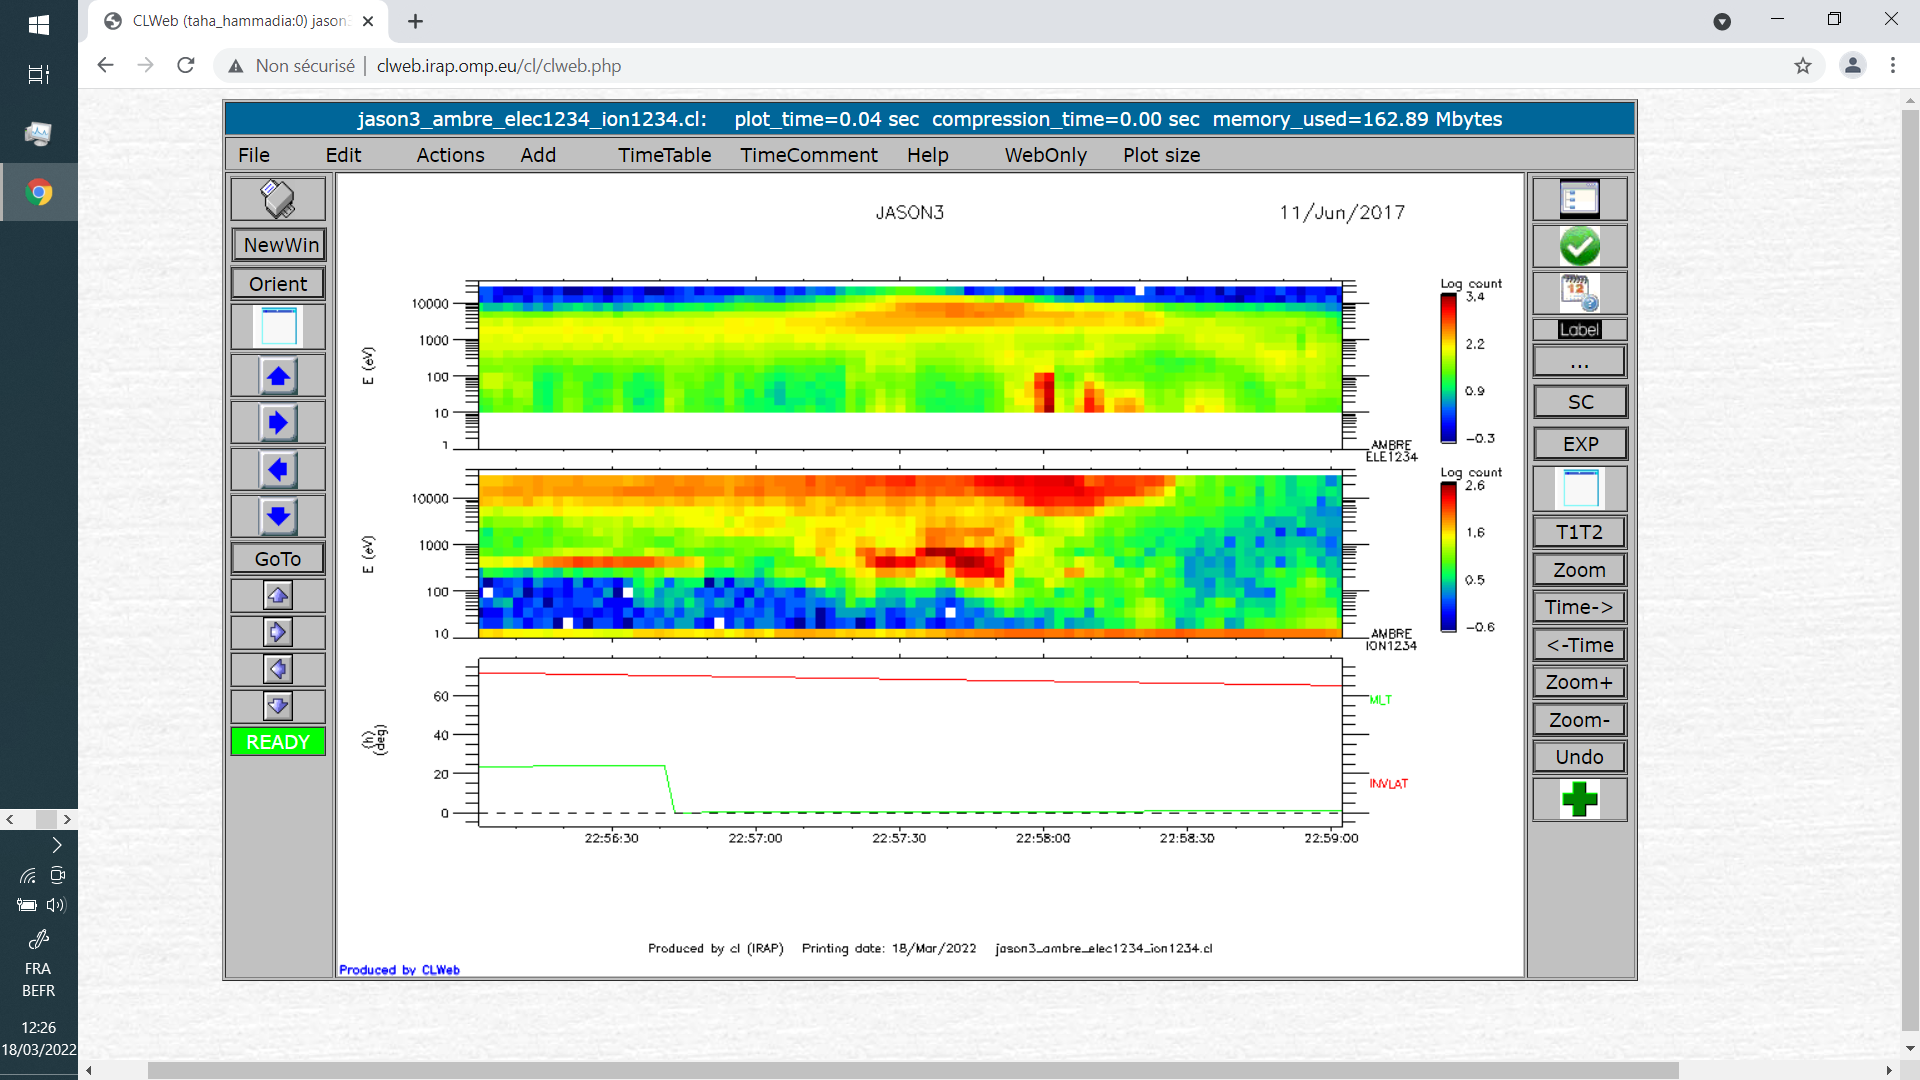 CLWeb (taha_hammadia:0) jason3
Non sécurisé | clweb.irap.omp.eu/cl/clweb.php
jason3_ambre_elec1234_ion1234.cl: plot_time=0.04 sec compression_time=0.00 sec memory_used=162.89 Mbytes
File Edit Actions Add TimeTable TimeComment Help WebOnly Plot size
NewWin
Orient
GoTo
READY
JASON3 11/Jun/2017
10000
1000
100
10
1
E (eV)
Log count
3.4
2.2
0.9
-0.3
AMBRE
ELE1234
10000
1000
100
10
E (eV)
Log count
2.6
1.6
0.5
-0.6
AMBRE
ION1234
60
40
20
0
(h)
(deg)
MLT
INVLAT
22:56:30 22:57:00 22:57:30 22:58:00 22:58:30 22:59:00
Produced by cl (IRAP) Printing date: 18/Mar/2022 jason3_ambre_elec1234_ion1234.cl
Produced by CLWeb
12
Label
...
SC
EXP
T1T2
Zoom
Time->
<-Time
Zoom+
Zoom-
Undo
FRA
BEFR
12:26
18/03/2022